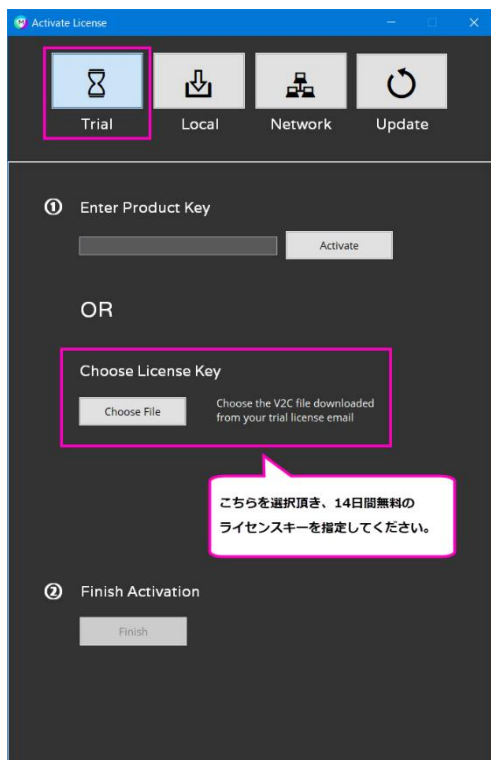 Activate License
Trial Local Network Update
① Enter Product Key
Activate
OR
Choose License Key
Choose File
Choose the V2C file downloaded
from your trial license email
こちらを選択頂き、14日間無料の
ライセンスキーを指定してください。
② Finish Activation
Finish